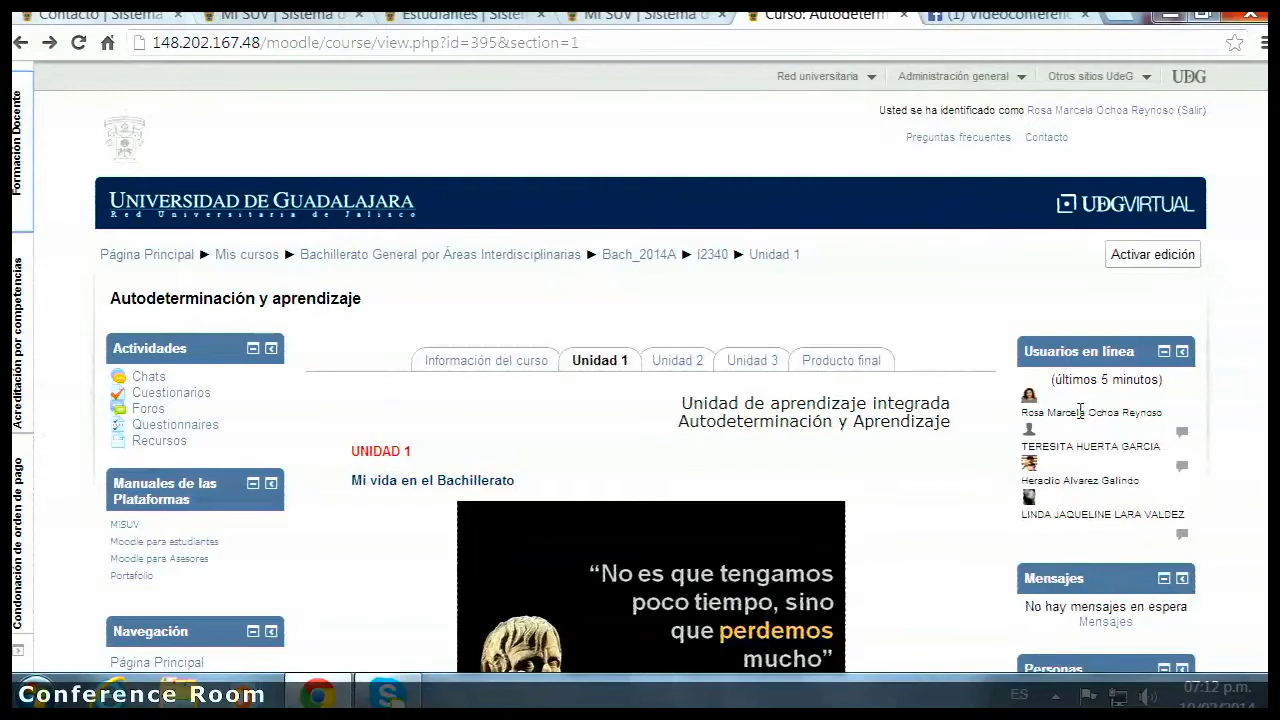 Contacto | Sistema
Mi SUV | Sistema d
Estudiantes | Sistem
Mi SUV | Sistema d
Curso: Autodeterm
(1) Videoconferenc
148.202.167.48/moodle/course/view.php?id=395&section=1
Red universitaria
Administración general
Otros sitios UdeG
UDG
Usted se ha identificado como Rosa Marcela Ochoa Reynoso (Salir)
Preguntas frecuentes
Contacto
Formación Docente
Acreditación por competencias
Condonación de orden de pago
UNIVERSIDAD DE GUADALAJARA
Red Universitaria de Jalisco
UDGVIRTUAL
Página Principal ► Mis cursos ► Bachillerato General por Áreas Interdisciplinarias ► Bach_2014A ► I2340 ► Unidad 1
Activar edición
Autodeterminación y aprendizaje
Actividades
Chats
Cuestionarios
Foros
Questionnaires
Recursos
Manuales de las
Plataformas
MiSUV
Moodle para estudiantes
Moodle para Asesores
Portafolio
Navegación
Página Principal
Información del curso
Unidad 1
Unidad 2
Unidad 3
Producto final
Unidad de aprendizaje integrada
Autodeterminación y Aprendizaje
UNIDAD 1
Mi vida en el Bachillerato
“No es que tengamos
poco tiempo, sino
que perdemos
mucho”
Usuarios en línea
(últimos 5 minutos)
Rosa Marcela Ochoa Reynoso
TERESITA HUERTA GARCIA
Heraclio Alvarez Galindo
LINDA JAQUELINE LARA VALDEZ
Mensajes
No hay mensajes en espera
Mensajes
Personas
Conference Room
ES
07:12 p.m.
10/02/2014